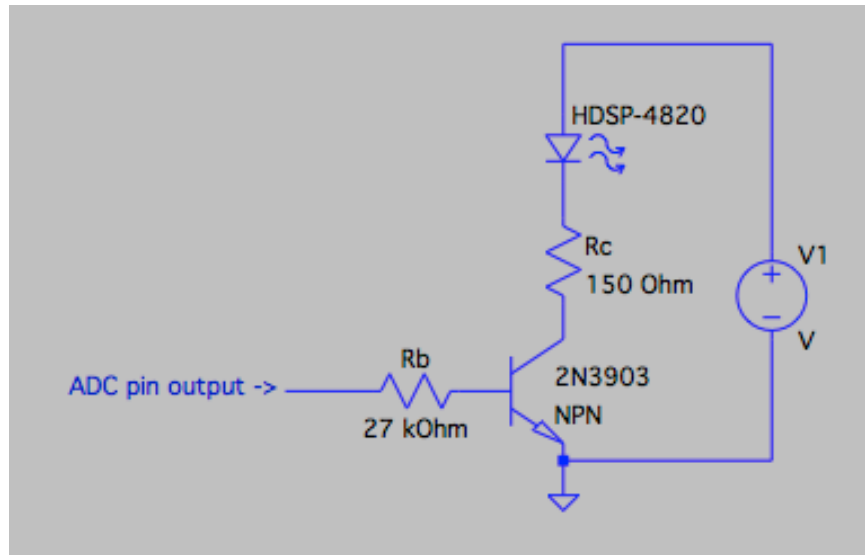 HDSP-4820
Rc
150 Ohm
V1
V
Rb
27 kOhm
ADC pin output ->
2N3903
NPN